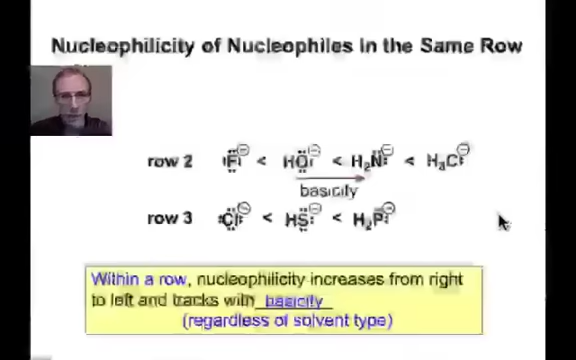 Nucleophilicity of Nucleophiles in the Same Row
row 2 :F:⊖ < HO:⊖ < H₂N:⊖ < H₃C:⊖
basicity
row 3 :Cl:⊖ < HS:⊖ < H₂P:⊖
Within a row, nucleophilicity increases from right
to left and tracks with basicity
(regardless of solvent type)